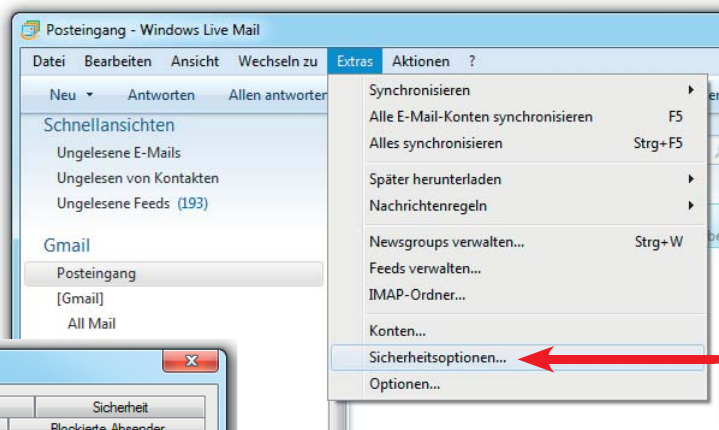 Posteingang - Windows Live Mail
Datei Bearbeiten Ansicht Wechseln zu Extras Aktionen ?
Neu Antworten Allen antworten
Schnellansichten
Ungelesene E-Mails
Ungelesen von Kontakten
Ungelesene Feeds (193)
Gmail
Posteingang
[Gmail]
All Mail
Synchronisieren
Alle E-Mail-Konten synchronisieren F5
Alles synchronisieren Strg+F5
Später herunterladen
Nachrichtenregeln
Newsgroups verwalten... Strg+W
Feeds verwalten...
IMAP-Ordner...
Konten...
Sicherheitsoptionen...
Optionen...
Sicherheit
Blockierte Absender